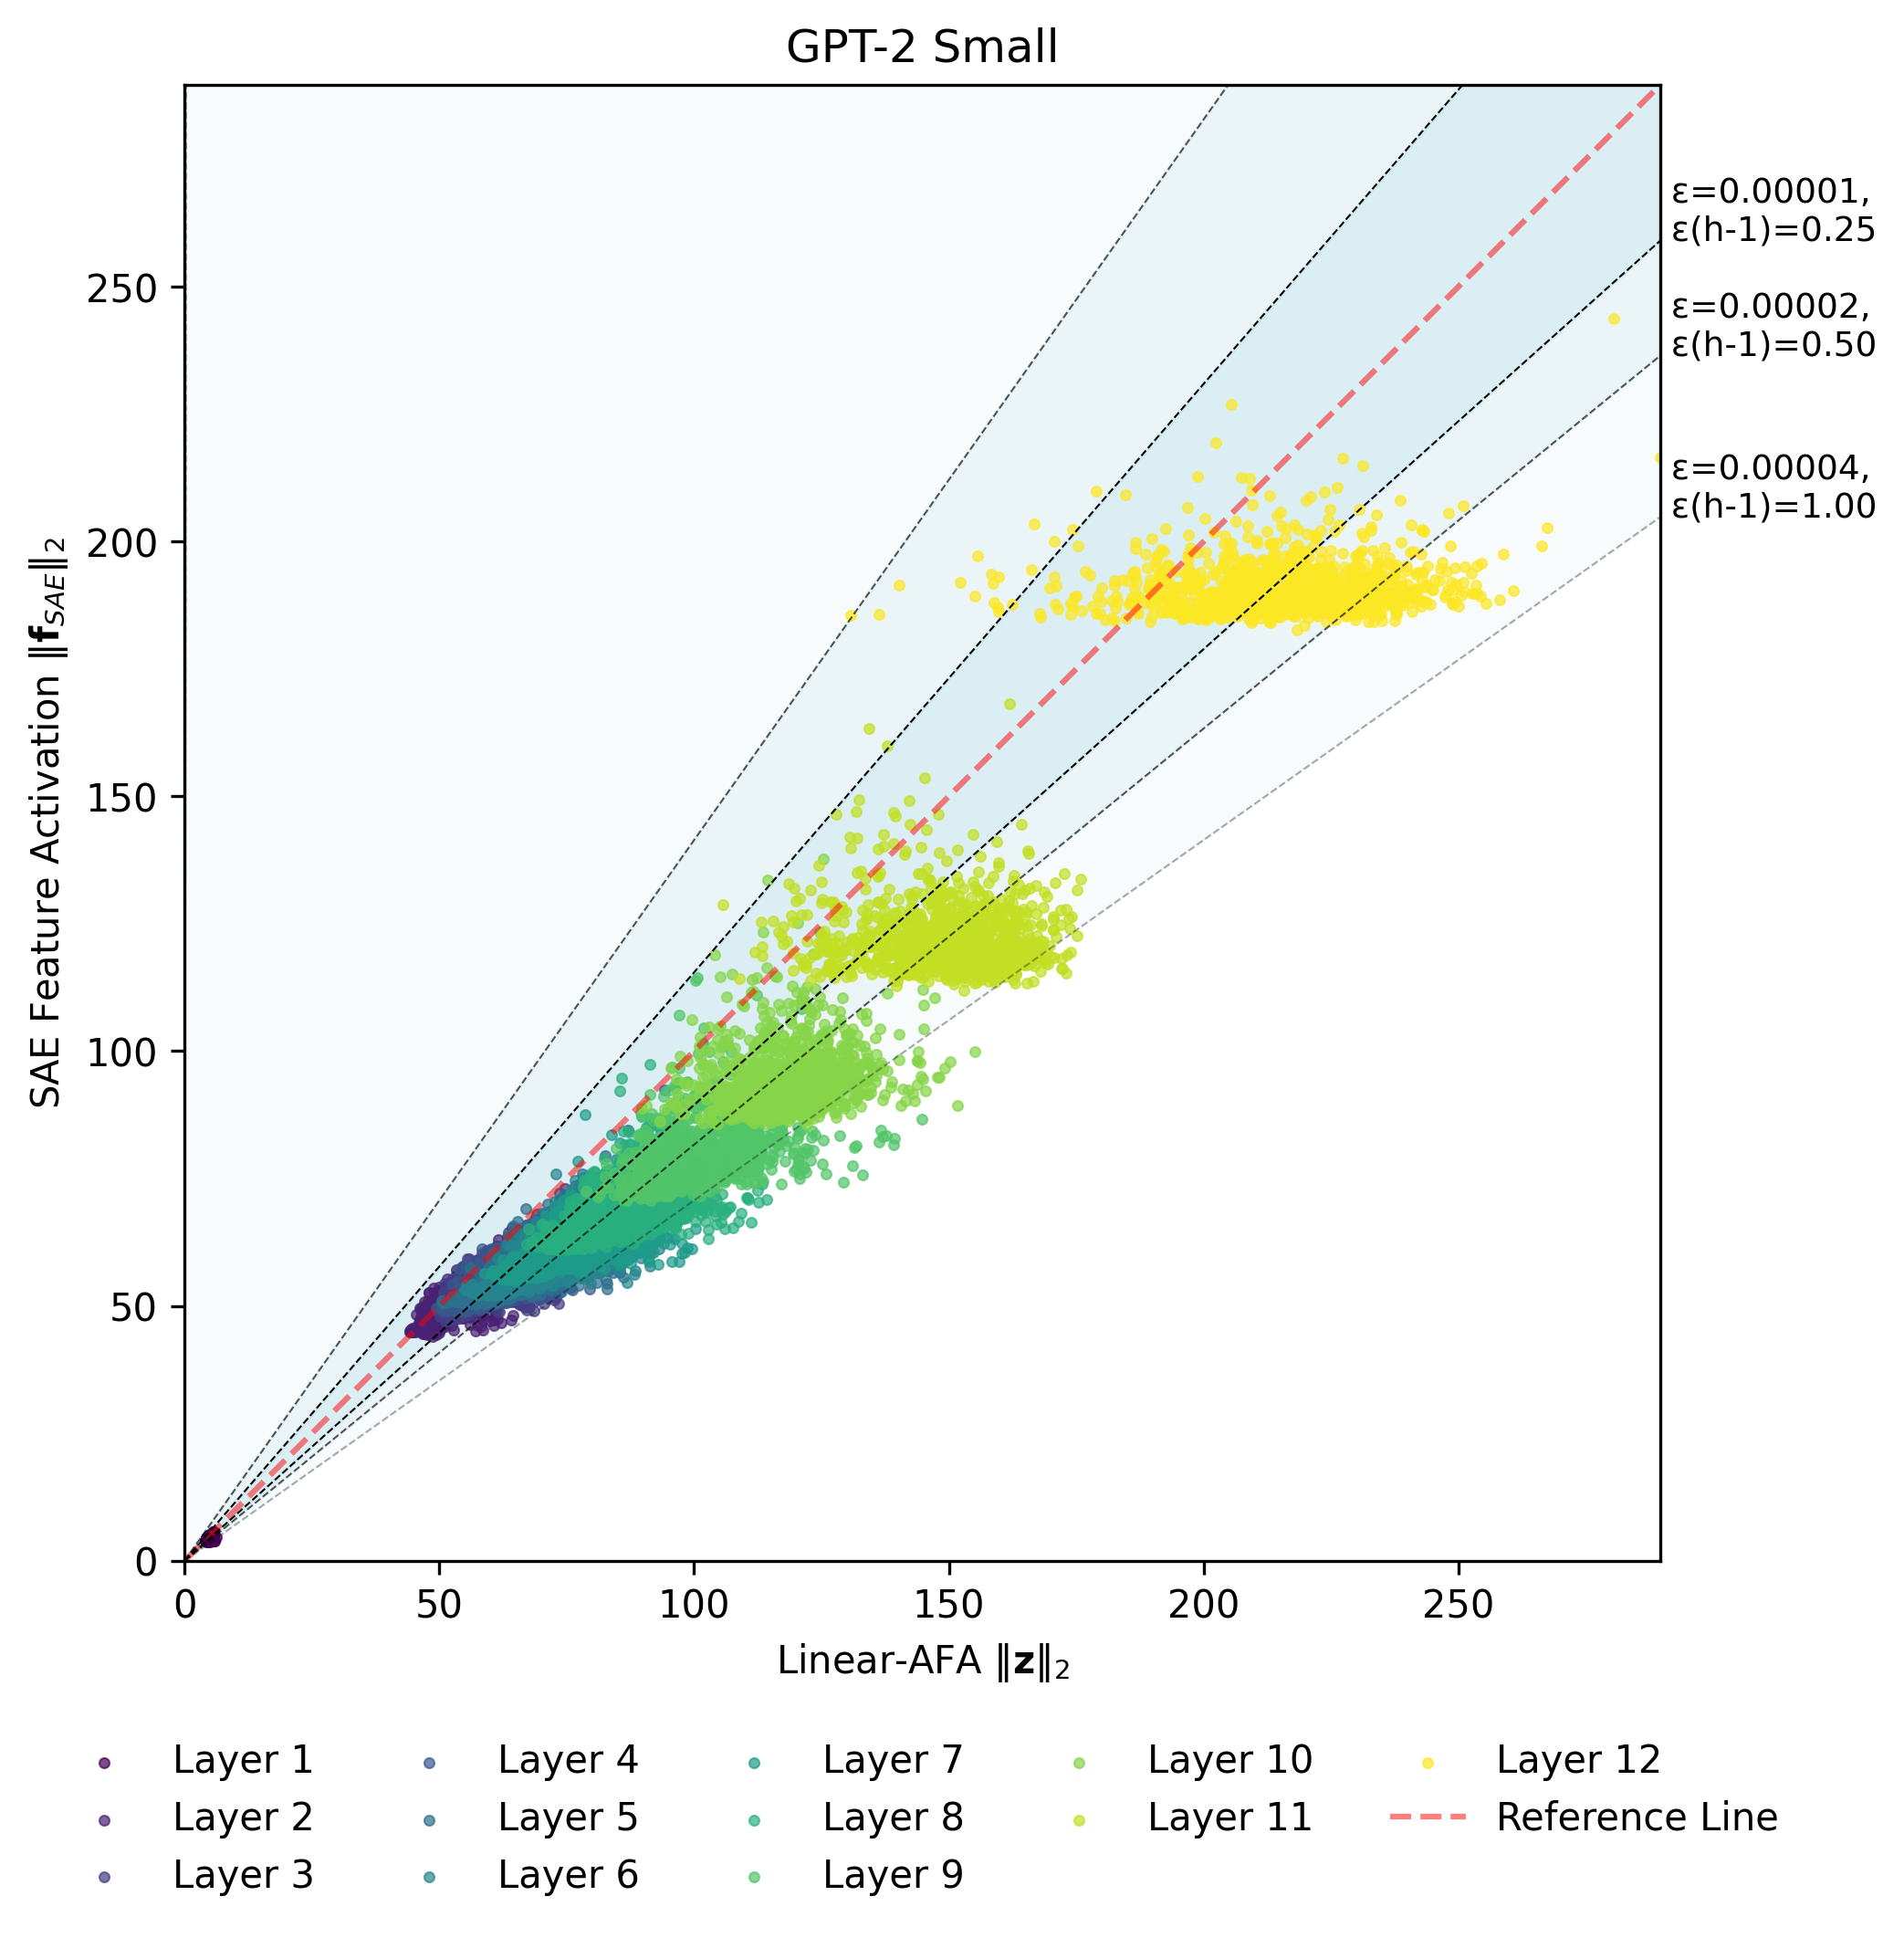 GPT-2 Small
SAE Feature Activation ‖f_SAE‖₂
250
200
150
100
50
0
0 50 100 150 200 250
Linear-AFA ‖z‖₂
ε=0.00001,
ε(h-1)=0.25
ε=0.00002,
ε(h-1)=0.50
ε=0.00004,
ε(h-1)=1.00
Layer 1 Layer 4 Layer 7 Layer 10 Layer 12
Layer 2 Layer 5 Layer 8 Layer 11 Reference Line
Layer 3 Layer 6 Layer 9